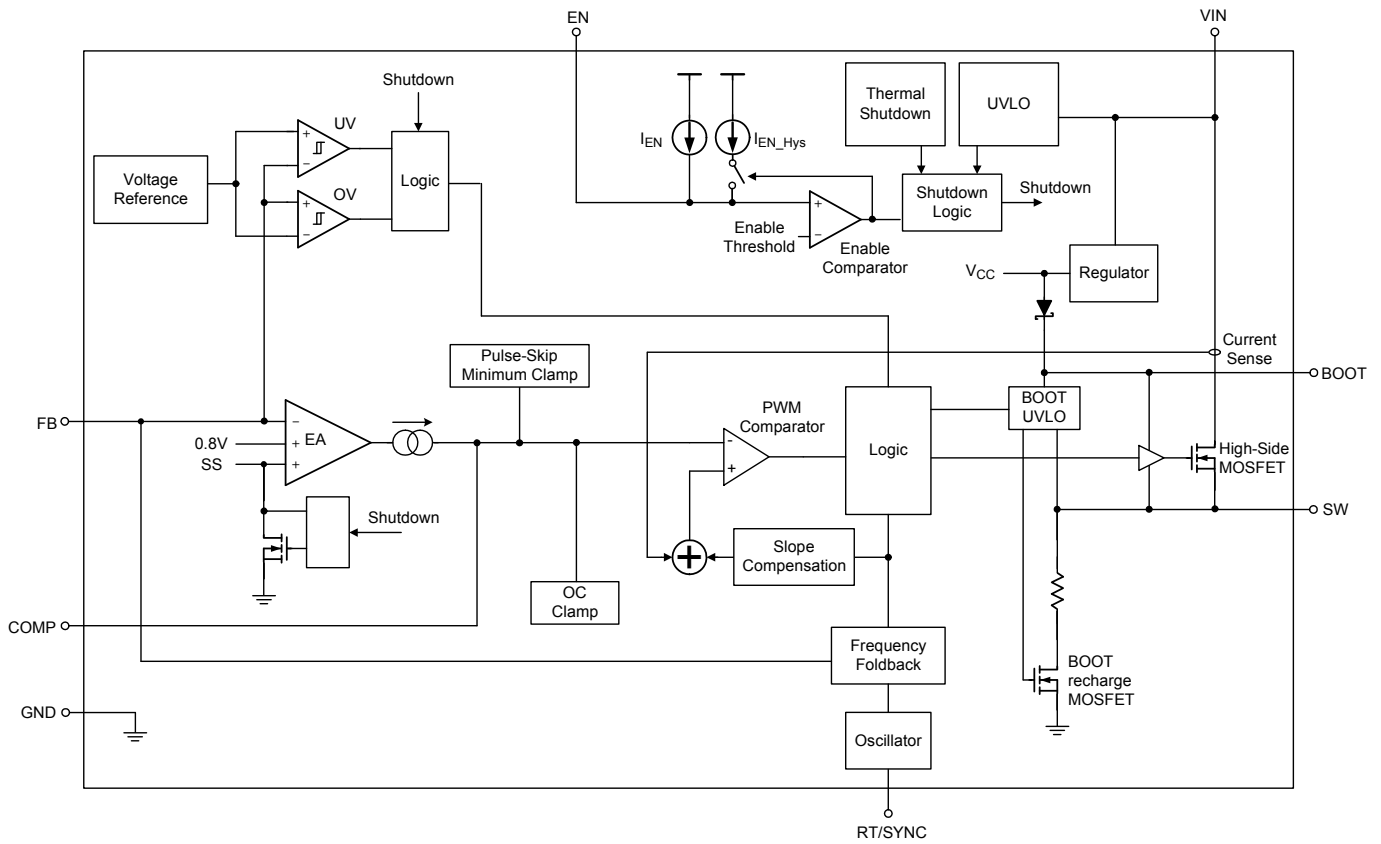 EN
VIN
Shutdown
Thermal
Shutdown
UVLO
UV
+
−
I_EN
I_EN_Hys
Voltage
Reference
Logic
OV
+
−
Shutdown
Logic
Shutdown
+
−
Enable
Threshold
Enable
Comparator
V_CC
Regulator
Current
Sense
BOOT
Pulse-Skip
Minimum Clamp
BOOT
UVLO
FB
−
0.8V
+
EA
SS
+
PWM
Comparator
-
+
Logic
High-Side
MOSFET
SW
Shutdown
+
Slope
Compensation
OC
Clamp
COMP
Frequency
Foldback
BOOT
recharge
MOSFET
GND
Oscillator
RT/SYNC